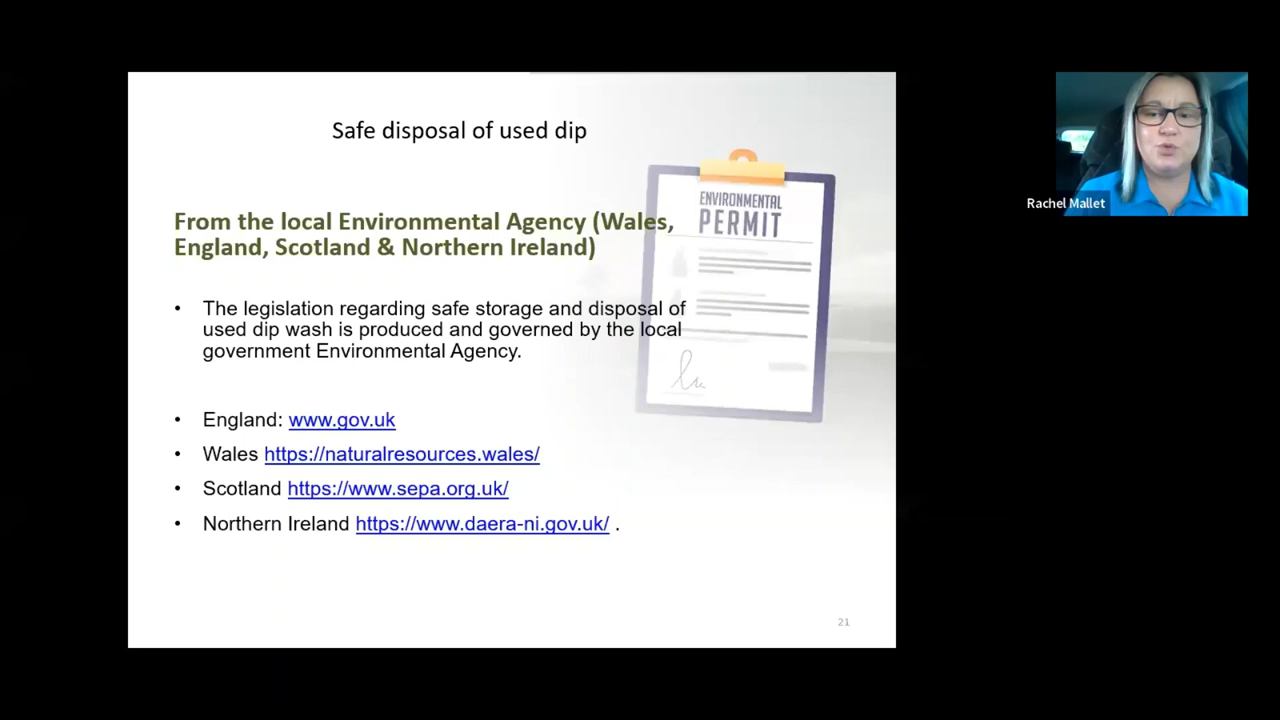 Safe disposal of used dip
ENVIRONMENTAL
PERMIT
From the local Environmental Agency (Wales,
England, Scotland & Northern Ireland)
• The legislation regarding safe storage and disposal of
used dip wash is produced and governed by the local
government Environmental Agency.
• England: www.gov.uk
• Wales https://naturalresources.wales/
• Scotland https://www.sepa.org.uk/
• Northern Ireland https://www.daera-ni.gov.uk/ .
21
Rachel Mallet